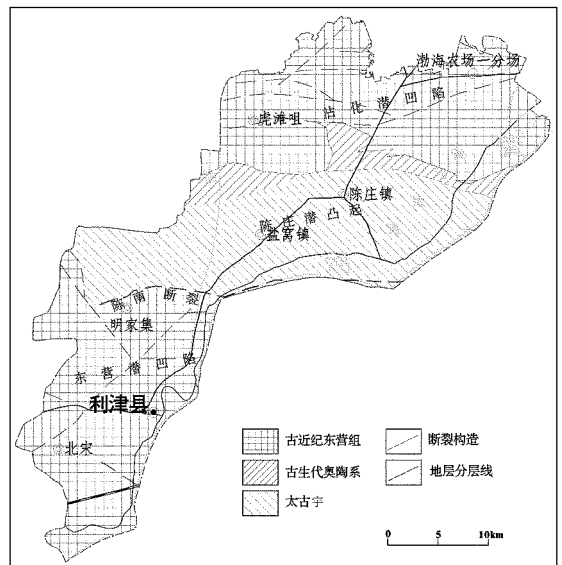 渤海农场一分场
沾化潜凹陷
虎滩咀
陈庄镇
陈庄潜凸起
盐窝镇
陈南断裂
明家集
东营潜凹陷
利津县
北宋
古近纪东营组
断裂构造
古生代奥陶系
地层分层线
太古宇
0 5 10km